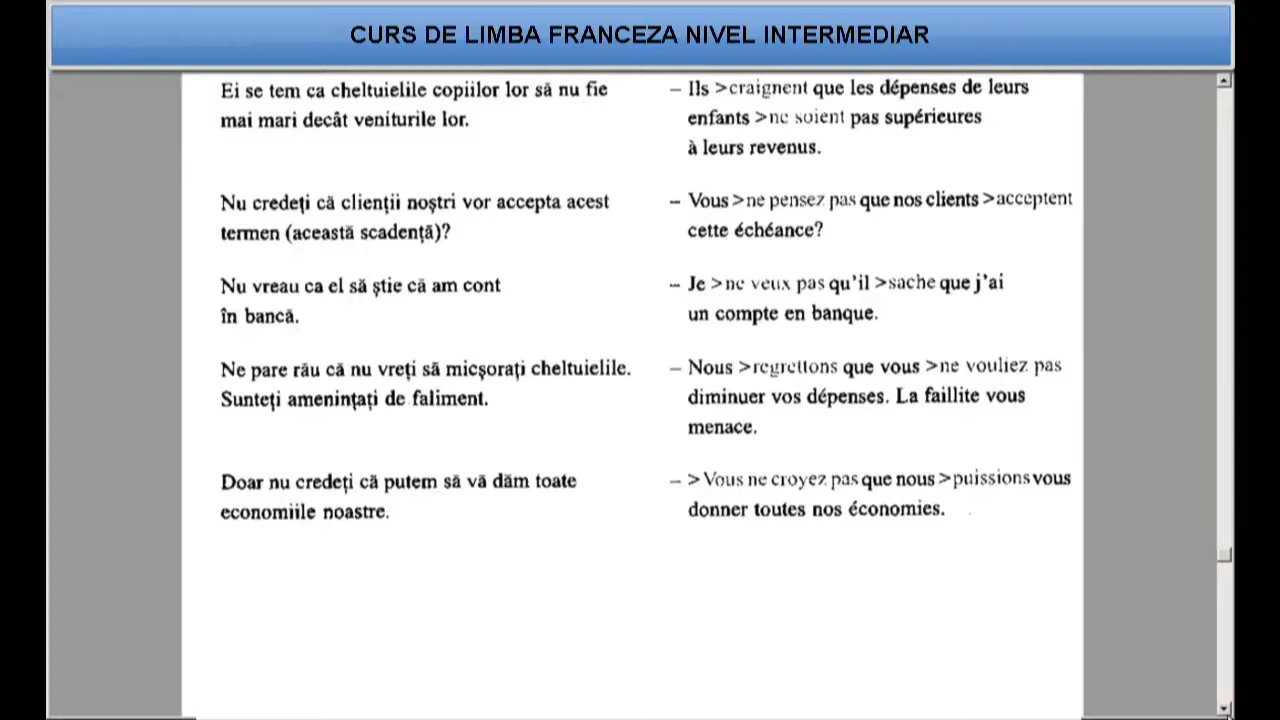 CURS DE LIMBA FRANCEZA NIVEL INTERMEDIAR
Ei se tem ca cheltuielile copiilor lor să nu fie
mai mari decât veniturile lor.
– Ils >craignent que les dépenses de leurs
enfants >ne soient pas supérieures
à leurs revenus.
Nu credeți că clienții noștri vor accepta acest
termen (această scadență)?
– Vous >ne pensez pas que nos clients >acceptent
cette échéance?
Nu vreau ca el să știe că am cont
în bancă.
– Je >ne veux pas qu'il >sache que j'ai
un compte en banque.
Ne pare rău că nu vreți să micșorați cheltuielile.
Sunteți amenințați de faliment.
– Nous >regrettons que vous >ne vouliez pas
diminuer vos dépenses. La faillite vous
menace.
Doar nu credeți că putem să vă dăm toate
economiile noastre.
– >Vous ne croyez pas que nous >puissions vous
donner toutes nos économies.